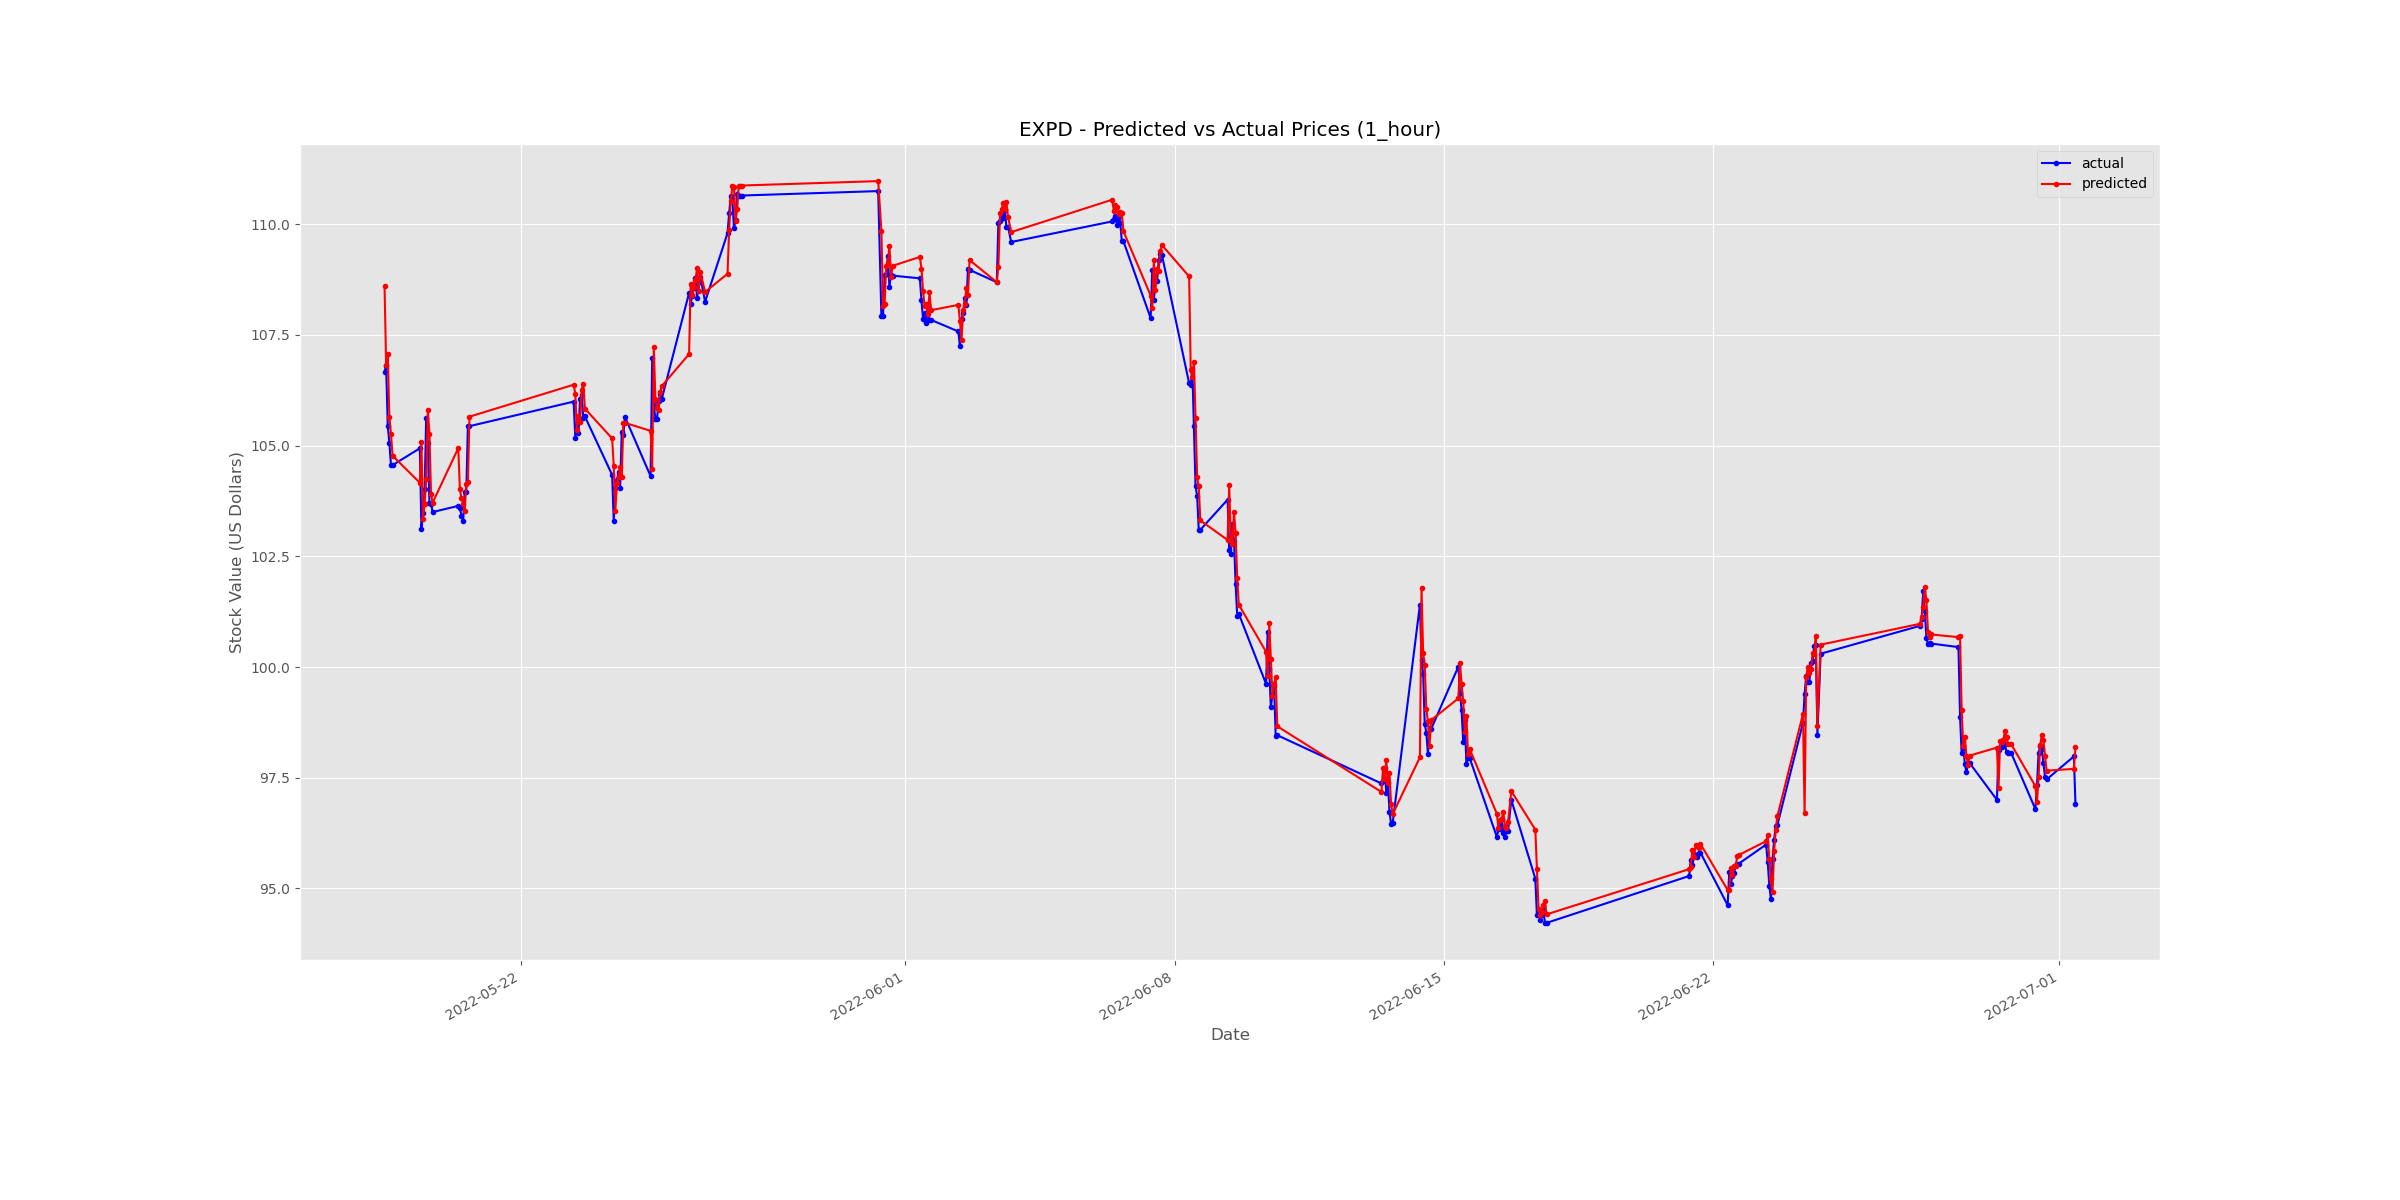 EXPD - Predicted vs Actual Prices (1_hour)
actual
predicted
110.0
107.5
105.0
102.5
100.0
97.5
95.0
Stock Value (US Dollars)
2022-05-22
2022-06-01
2022-06-08
2022-06-15
2022-06-22
2022-07-01
Date